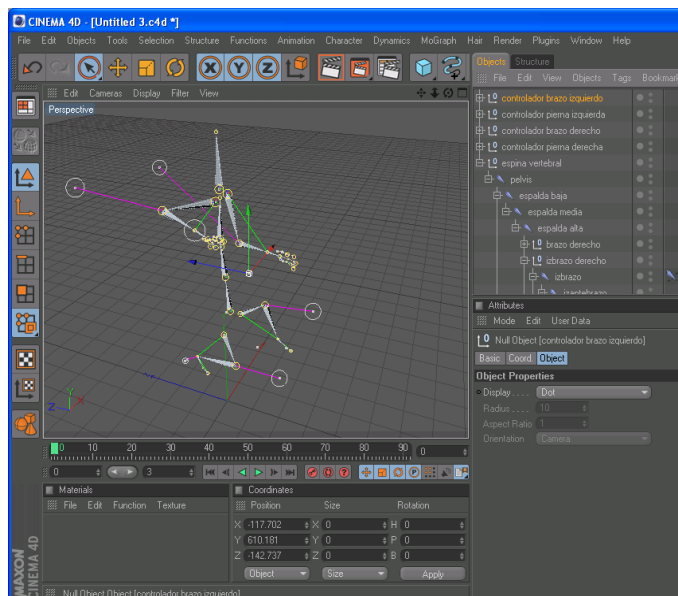 CINEMA 4D - [Untitled 3.c4d *]
File Edit Objects Tools Selection Structure Functions Animation Character Dynamics MoGraph Hair Render Plugins Window Help
Objects Structure
File Edit View Objects Tags Bookmar
Edit Cameras Display Filter View
Perspective
controlador brazo izquierdo
controlador pierna izquierda
controlador brazo derecho
controlador pierna derecha
espina vertebral
pelvis
espalda baja
espalda media
espalda alta
brazo derecho
izbrazo derecho
izbrazo
izantebrazo
X Y Z
Y
X
Z
Attributes
Mode Edit User Data
Null Object [controlador brazo izquierdo]
Basic Coord. Object
Object Properties
Display . . . . Dot
Radius . . . . 10
Aspect Ratio 1
Orientation Camera
0 10 20 30 40 50 60 70 80 90 0
0 3
Materials
File Edit Function Texture
Coordinates
Position Size Rotation
X -117.702 X 0 H 0
Y 610.181 Y 0 P 0
Z -142.737 Z 0 B 0
Object Size Apply
MAXON
CINEMA 4D
Null Object Object [controlador brazo izquierdo]